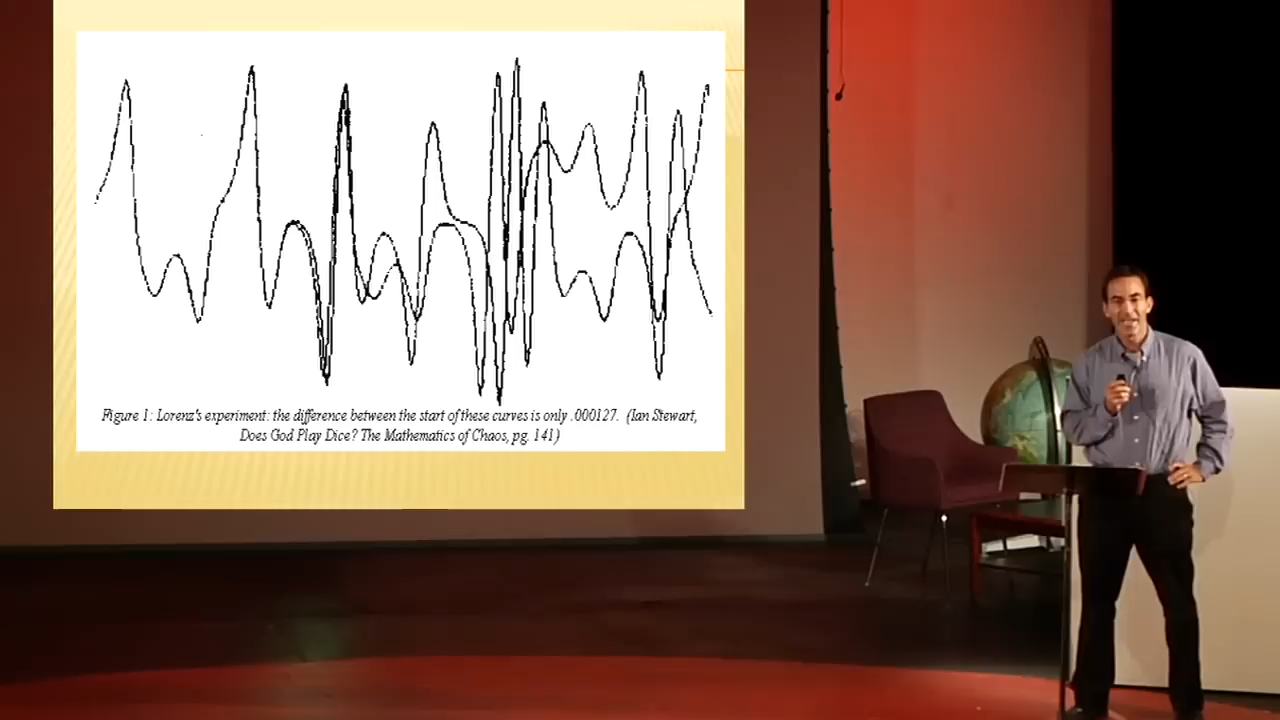 Figure 1: Lorenz's experiment: the difference between the start of these curves is only .000127. (Ian Stewart,
Does God Play Dice? The Mathematics of Chaos, pg. 141)